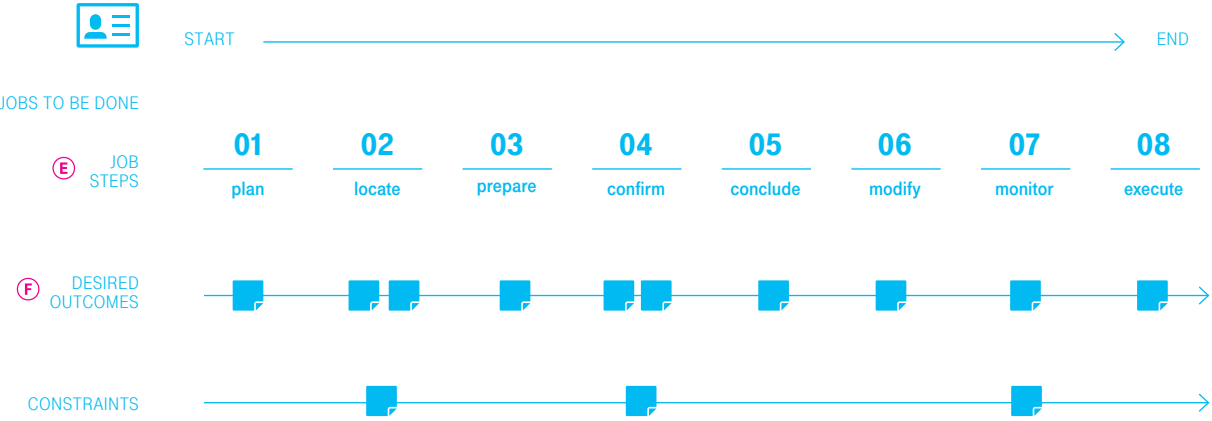 START
END
JOBS TO BE DONE
01 02 03 04 05 06 07 08
E
JOB
STEPS
plan locate prepare confirm conclude modify monitor execute
F
DESIRED
OUTCOMES
CONSTRAINTS